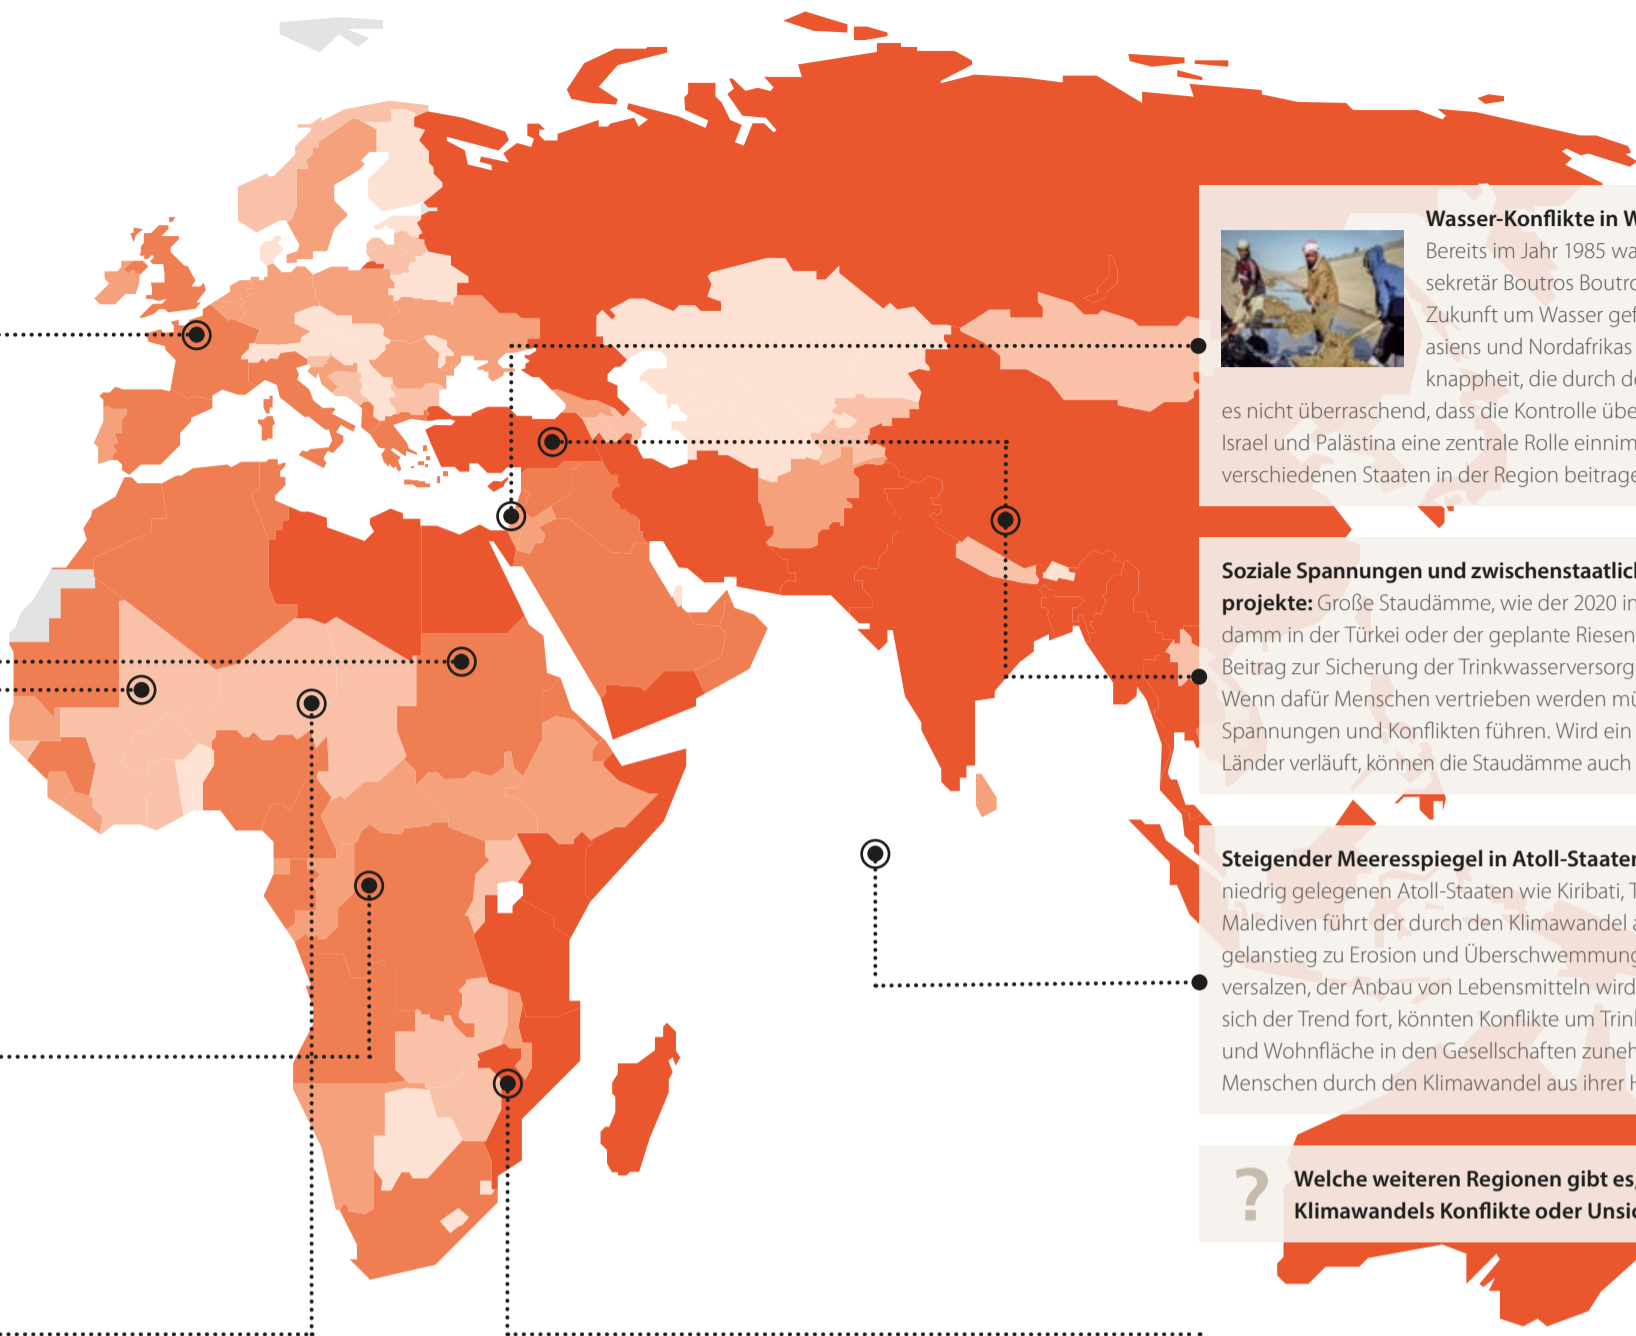 Wasser-Konflikte in W
Bereits im Jahr 1985 wa
sekretär Boutros Boutro
Zukunft um Wasser gef
asiens und Nordafrikas
knappheit, die durch de
es nicht überraschend, dass die Kontrolle übe
Israel und Palästina eine zentrale Rolle einnim
verschiedenen Staaten in der Region beitrage
Soziale Spannungen und zwischenstaatlich
projekte: Große Staudämme, wie der 2020 in
damm in der Türkei oder der geplante Riesen
Beitrag zur Sicherung der Trinkwasserversorg
Wenn dafür Menschen vertrieben werden mü
Spannungen und Konflikten führen. Wird ein
Länder verläuft, können die Staudämme auch
Steigender Meeresspiegel in Atoll-Staaten
niedrig gelegenen Atoll-Staaten wie Kiribati, T
Malediven führt der durch den Klimawandel a
gelanstieg zu Erosion und Überschwemmung
versalzen, der Anbau von Lebensmitteln wird
sich der Trend fort, könnten Konflikte um Trink
und Wohnfläche in den Gesellschaften zuneh
Menschen durch den Klimawandel aus ihrer H
?
Welche weiteren Regionen gibt es,
Klimawandels Konflikte oder Unsic